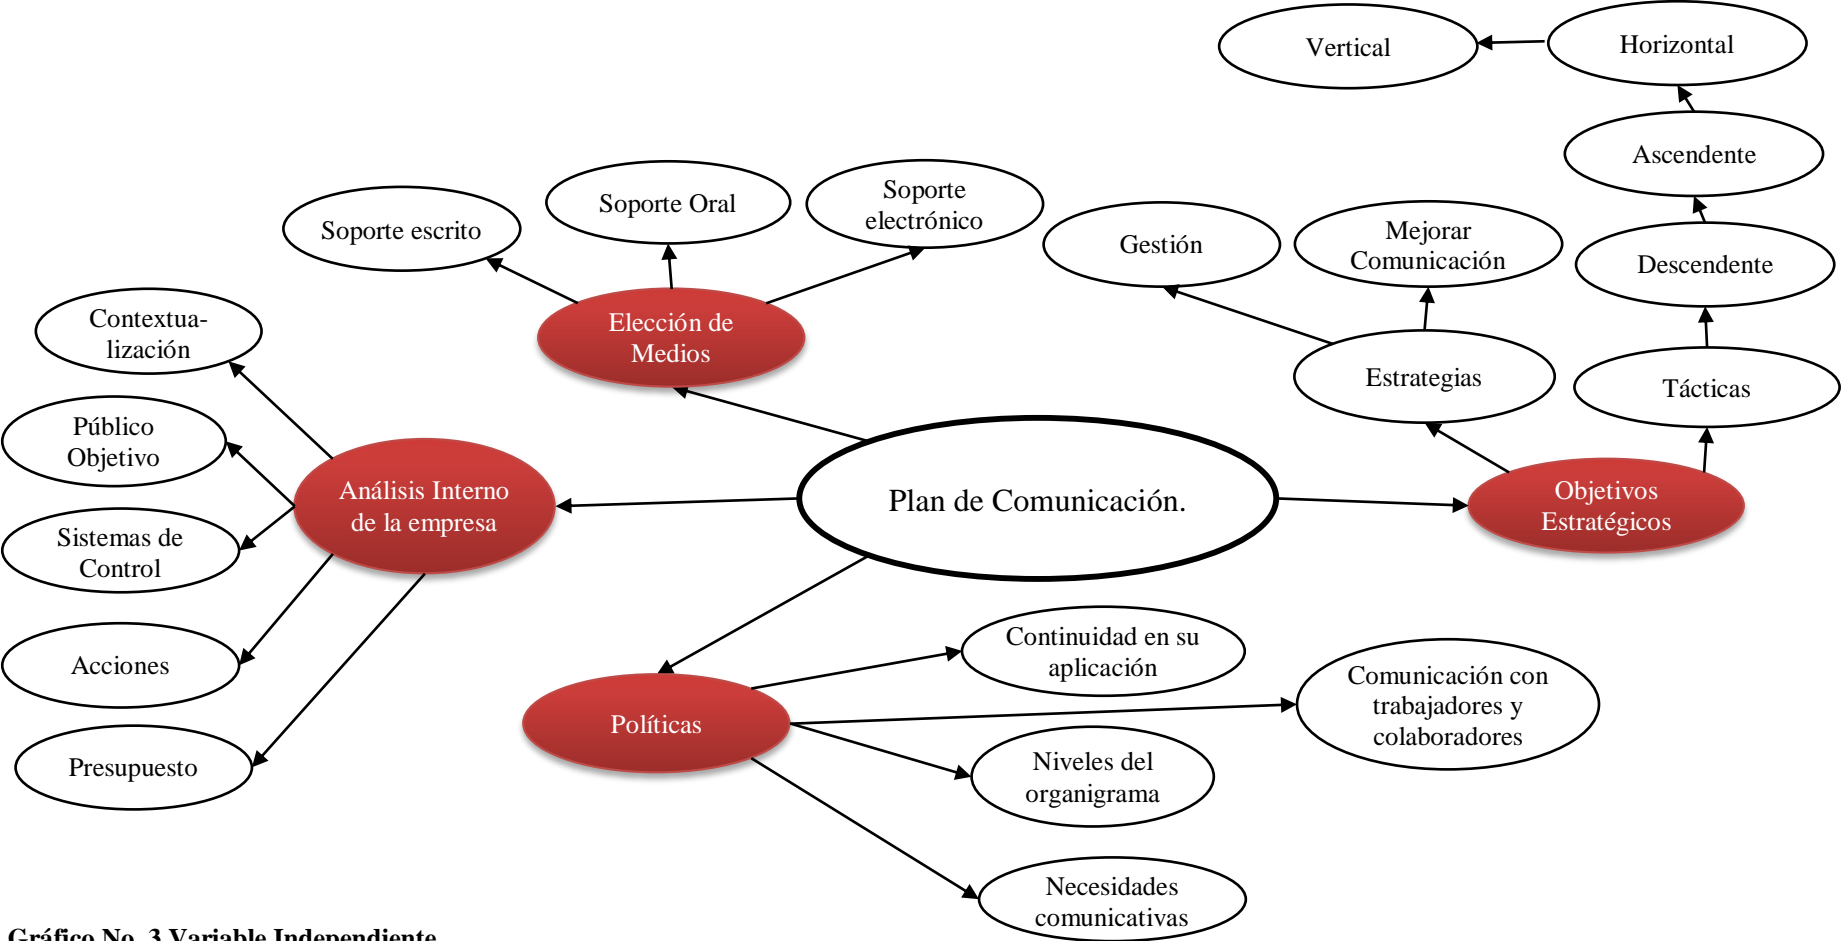 Vertical
Horizontal
Ascendente
Descendente
Tácticas
Mejorar
Comunicación
Gestión
Estrategias
Objetivos
Estratégicos
Soporte escrito
Soporte Oral
Soporte
electrónico
Elección de
Medios
Contextua-
lización
Público
Objetivo
Sistemas de
Control
Acciones
Presupuesto
Análisis Interno
de la empresa
Plan de Comunicación.
Políticas
Continuidad en su
aplicación
Comunicación con
trabajadores y
colaboradores
Niveles del
organigrama
Necesidades
comunicativas
Gráfico No. 3 Variable Independiente